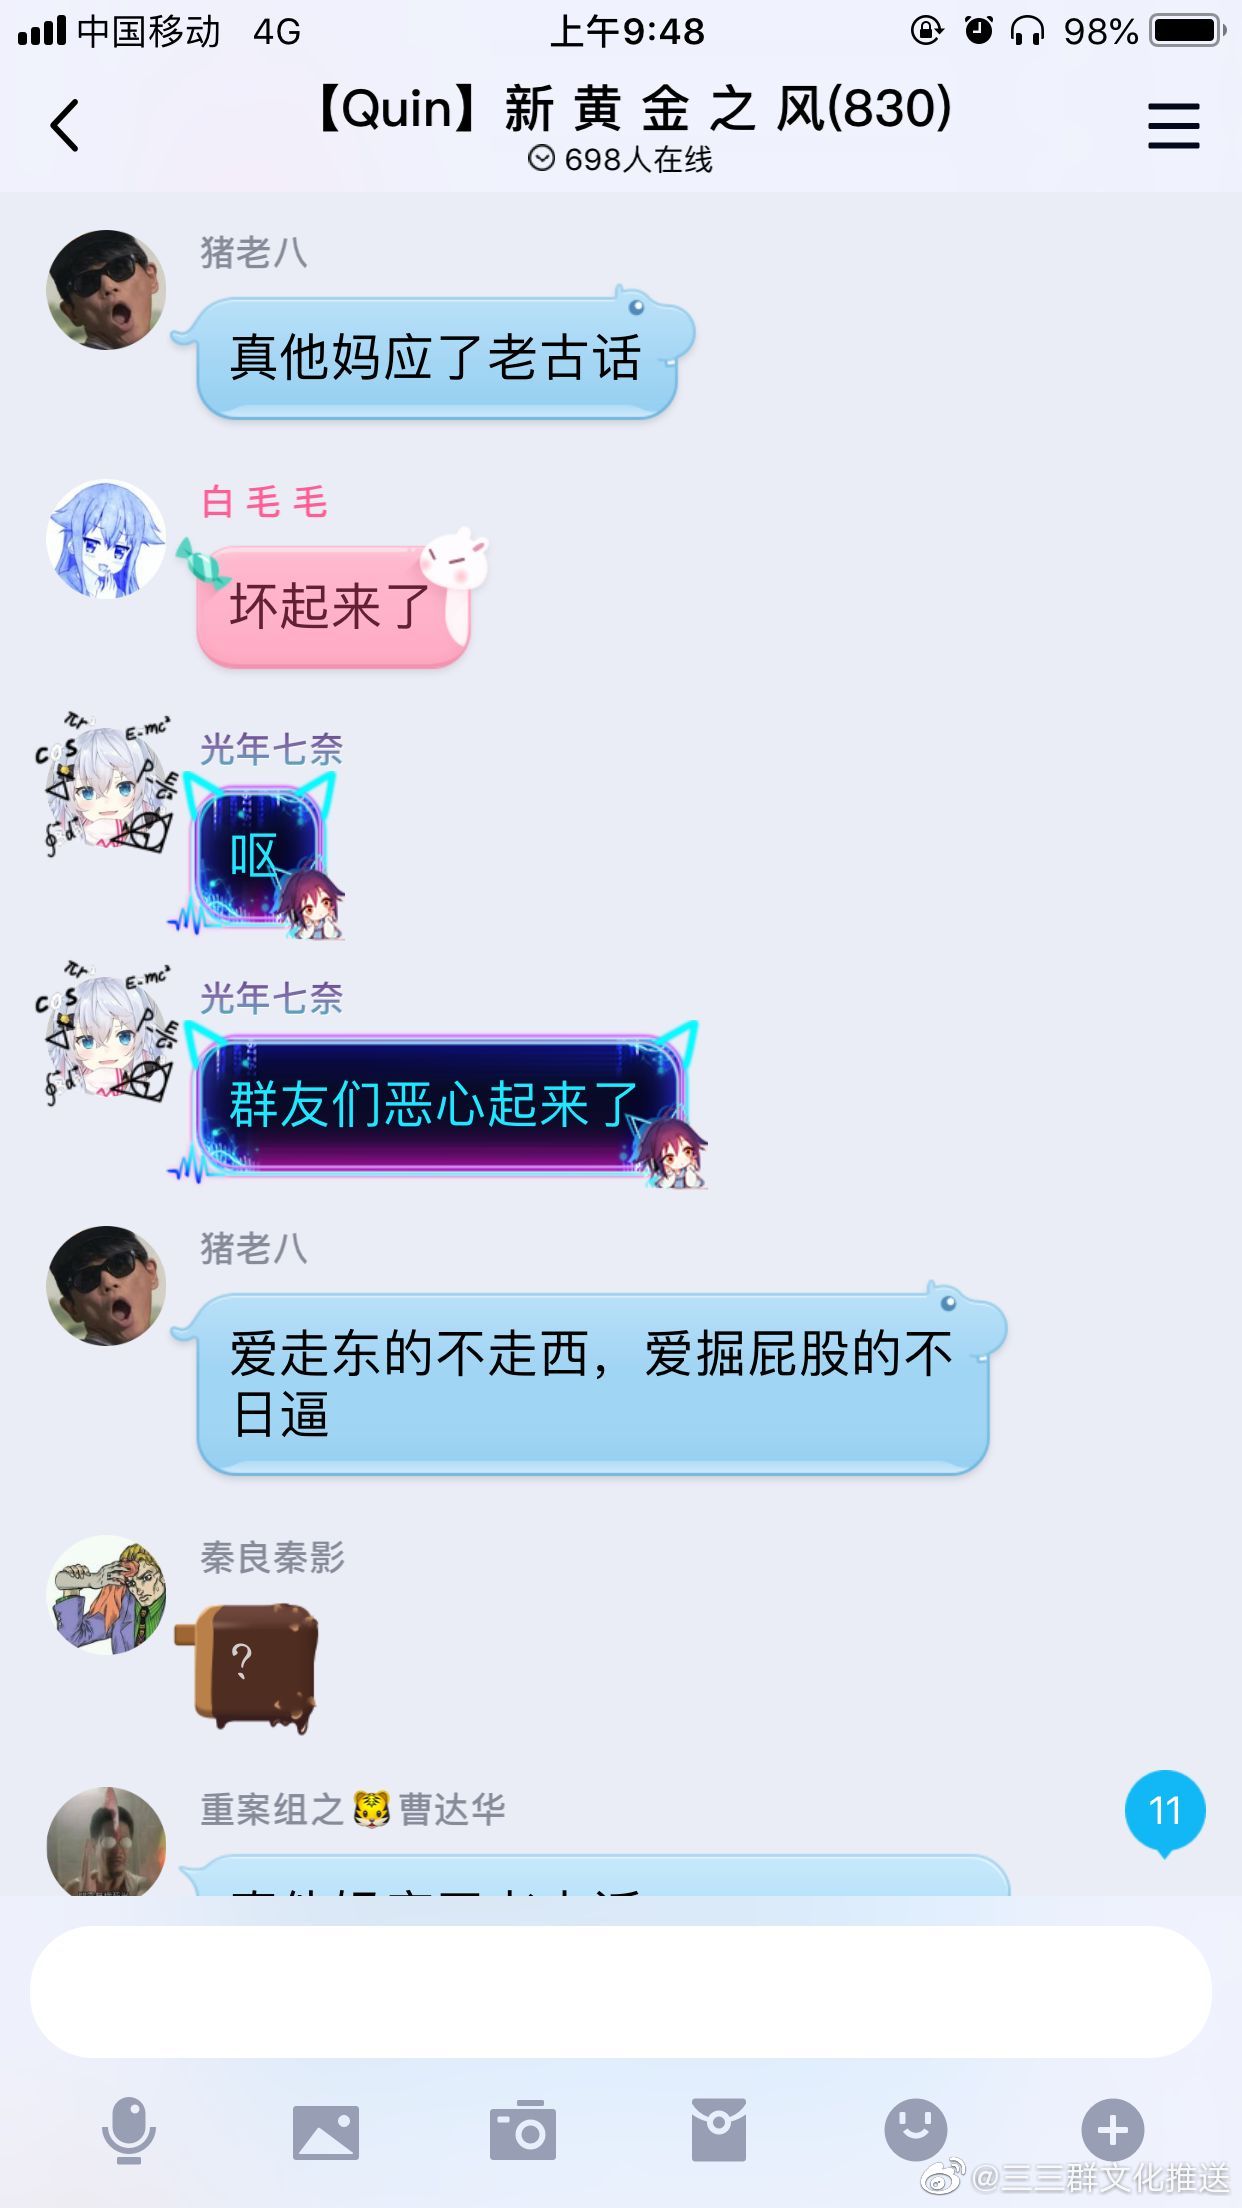 中国移动 4G 上午9:48 98%
【Quin】新 黄 金 之 风(830)
698人在线
猪老八
真他妈应了老古话
白 毛 毛
坏起来了
光年七奈
呕
光年七奈
群友们恶心起来了
猪老八
爱走东的不走西，爱掘屁股的不
日逼
秦良秦影
?
重案组之🐯曹达华
11
@三三群文化推送